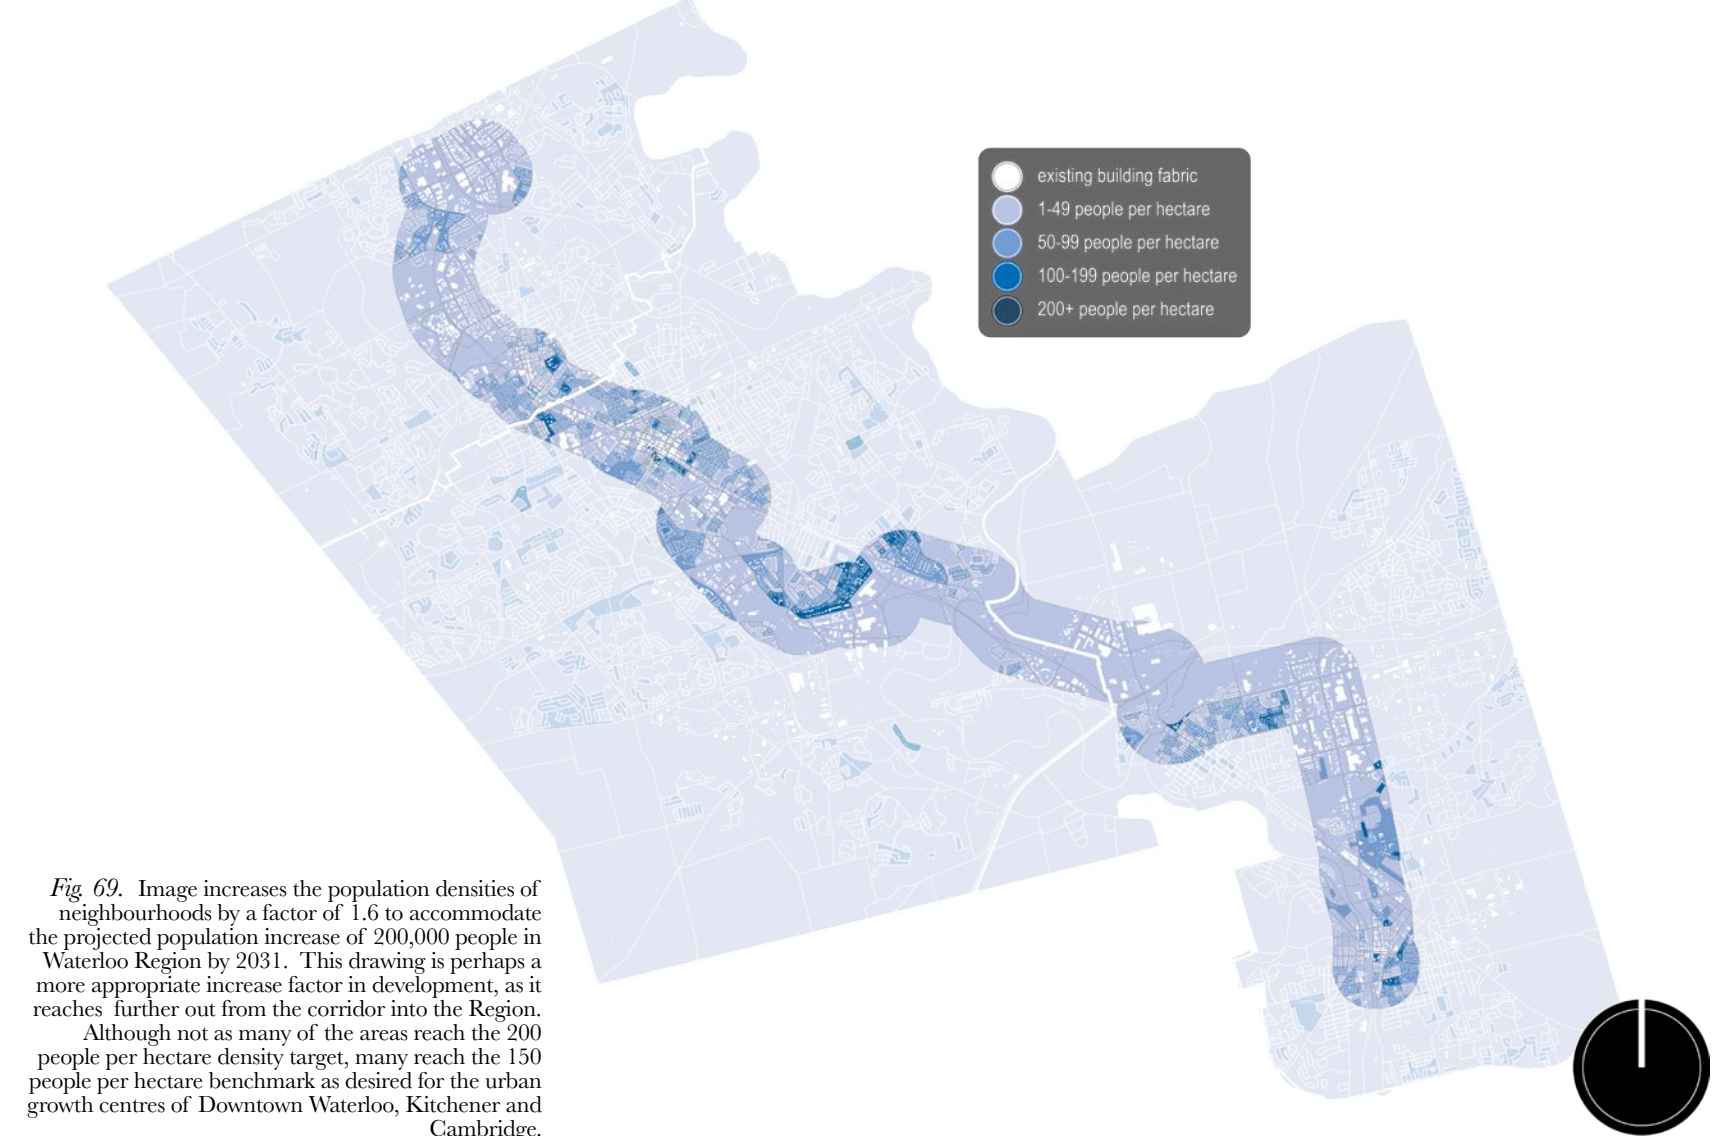 existing building fabric
1-49 people per hectare
50-99 people per hectare
100-199 people per hectare
200+ people per hectare
Fig. 69. Image increases the population densities of
neighbourhoods by a factor of 1.6 to accommodate
the projected population increase of 200,000 people in
Waterloo Region by 2031. This drawing is perhaps a
more appropriate increase factor in development, as it
reaches further out from the corridor into the Region.
Although not as many of the areas reach the 200
people per hectare density target, many reach the 150
people per hectare benchmark as desired for the urban
growth centres of Downtown Waterloo, Kitchener and
Cambridge.